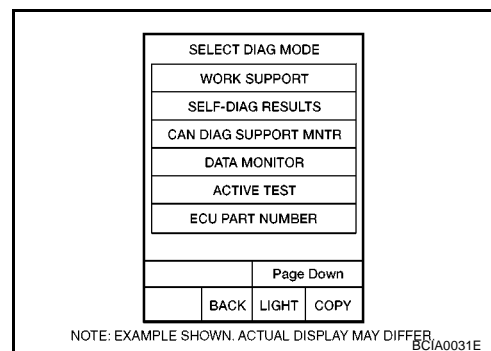 SELECT DIAG MODE
WORK SUPPORT
SELF-DIAG RESULTS
CAN DIAG SUPPORT MNTR
DATA MONITOR
ACTIVE TEST
ECU PART NUMBER
Page Down
BACK LIGHT COPY
NOTE: EXAMPLE SHOWN. ACTUAL DISPLAY MAY DIFFER.
BCIA0031E